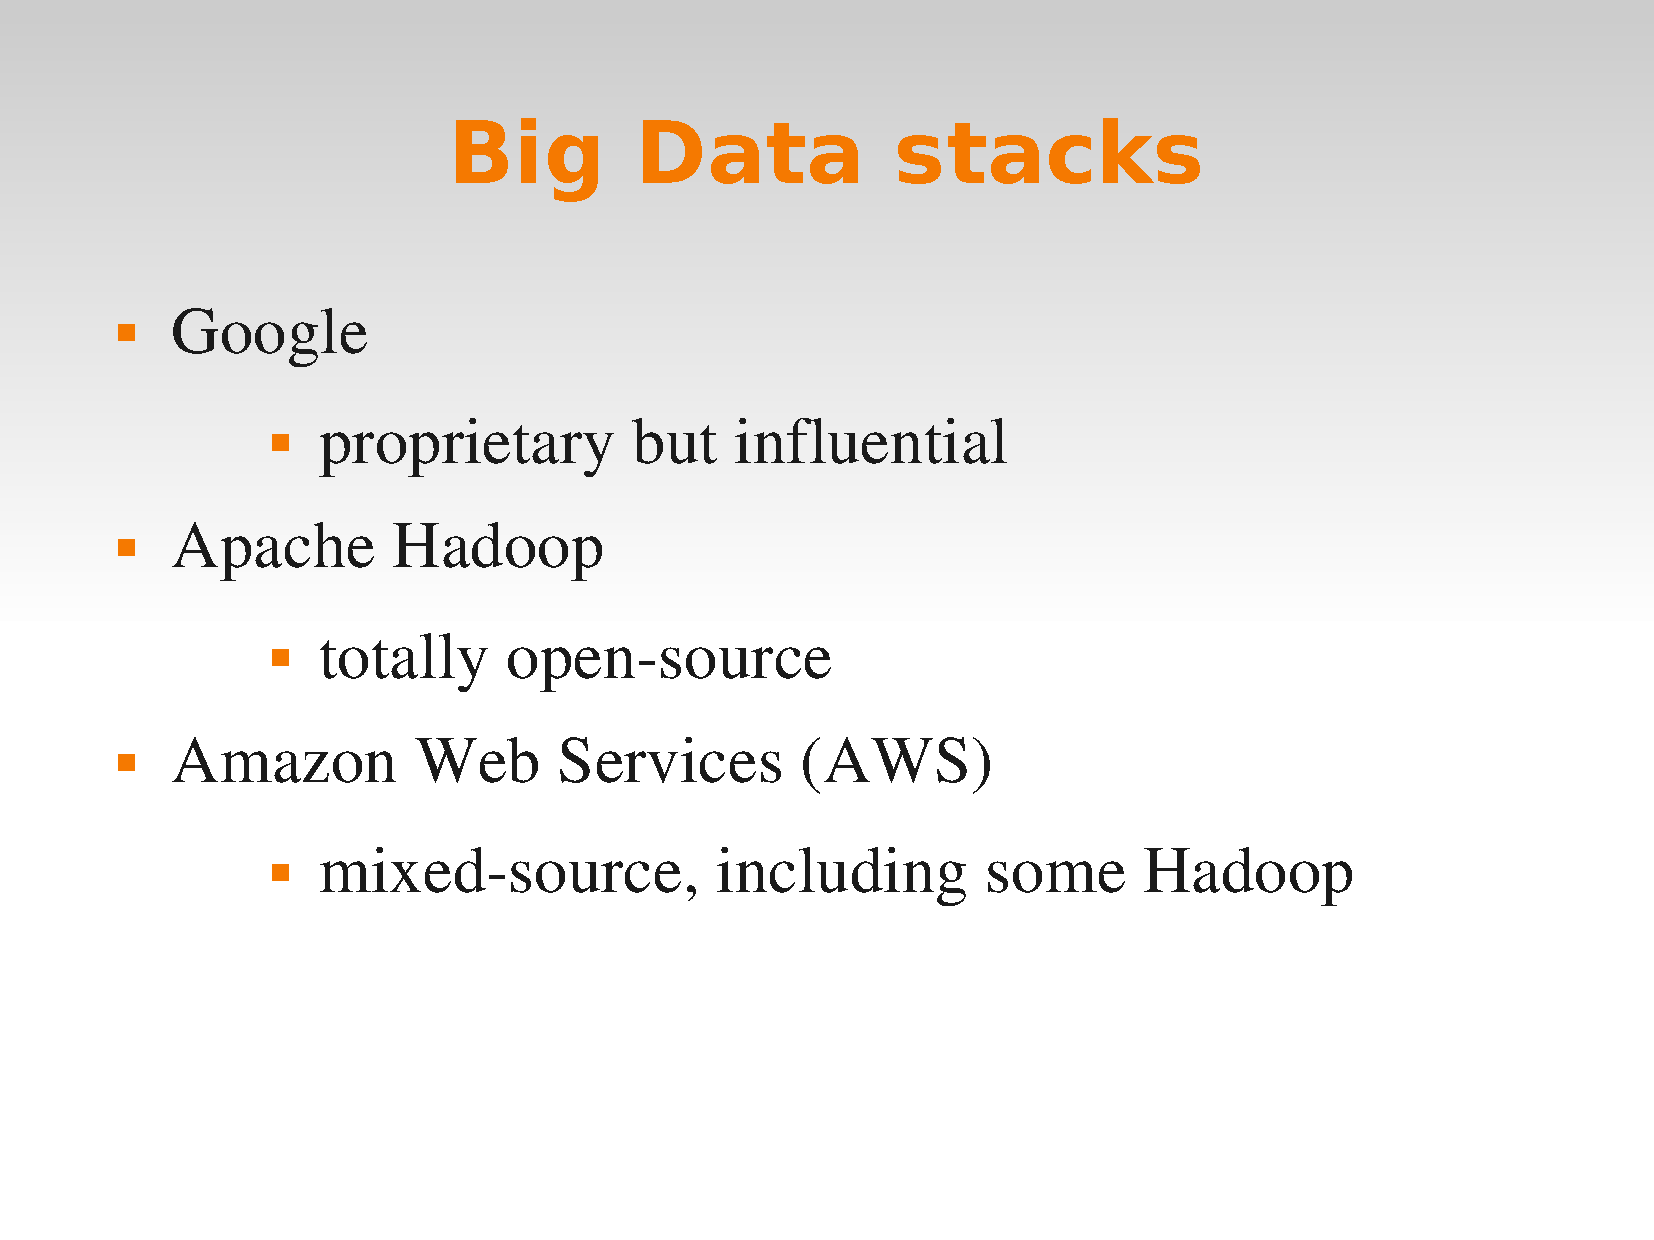 Big Data stacks
Google
proprietary but influential
Apache Hadoop
totally open-source
Amazon Web Services (AWS)
mixed-source, including some Hadoop